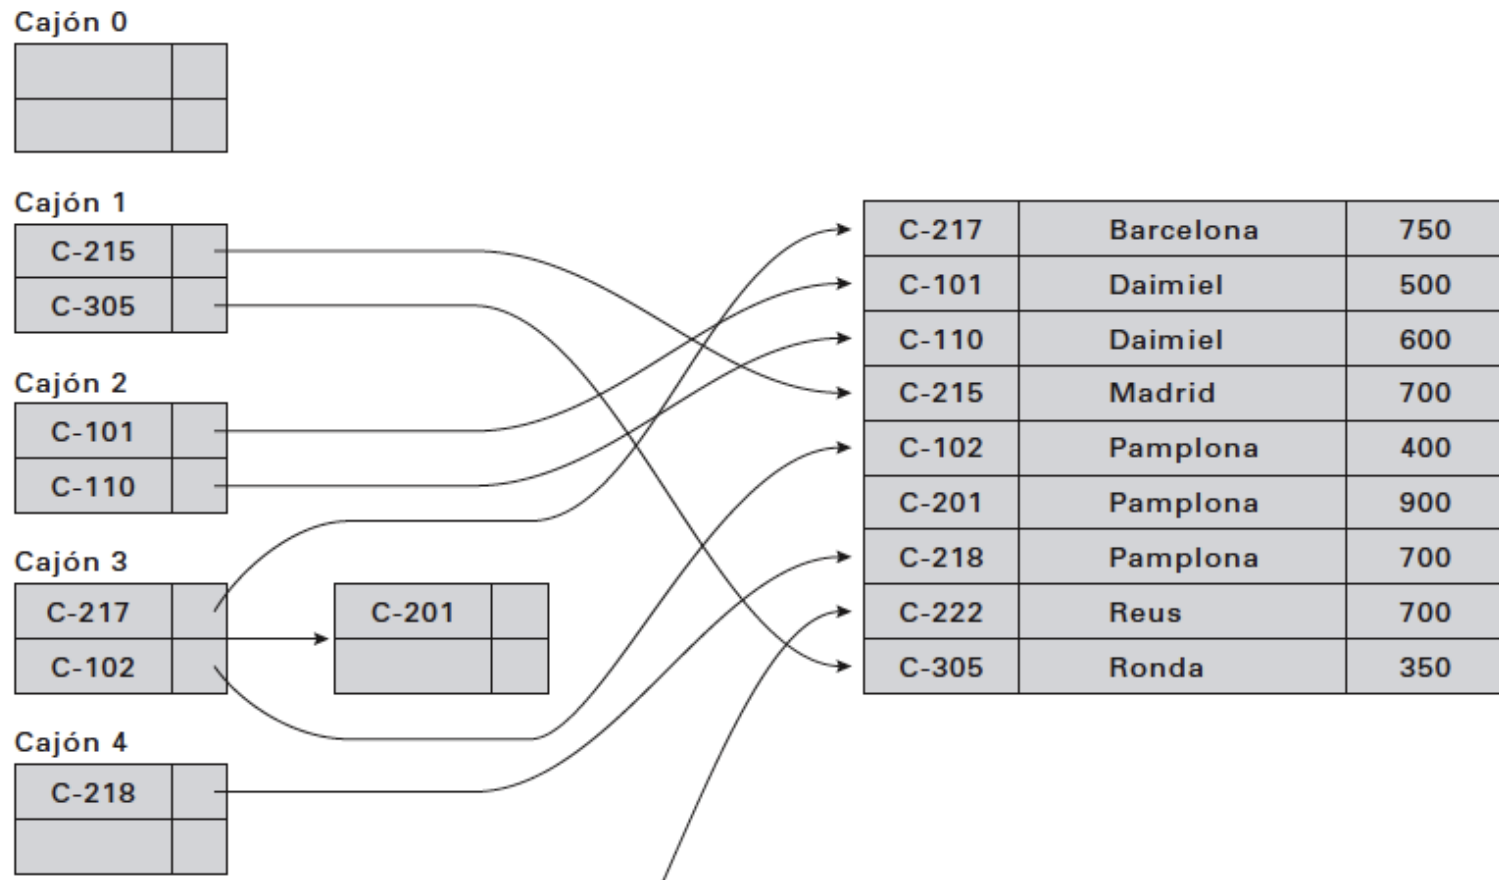 Cajón 0
Cajón 1
C-215
C-305
Cajón 2
C-101
C-110
Cajón 3
C-217
C-102
C-201
Cajón 4
C-218
C-217 Barcelona 750
C-101 Daimiel 500
C-110 Daimiel 600
C-215 Madrid 700
C-102 Pamplona 400
C-201 Pamplona 900
C-218 Pamplona 700
C-222 Reus 700
C-305 Ronda 350